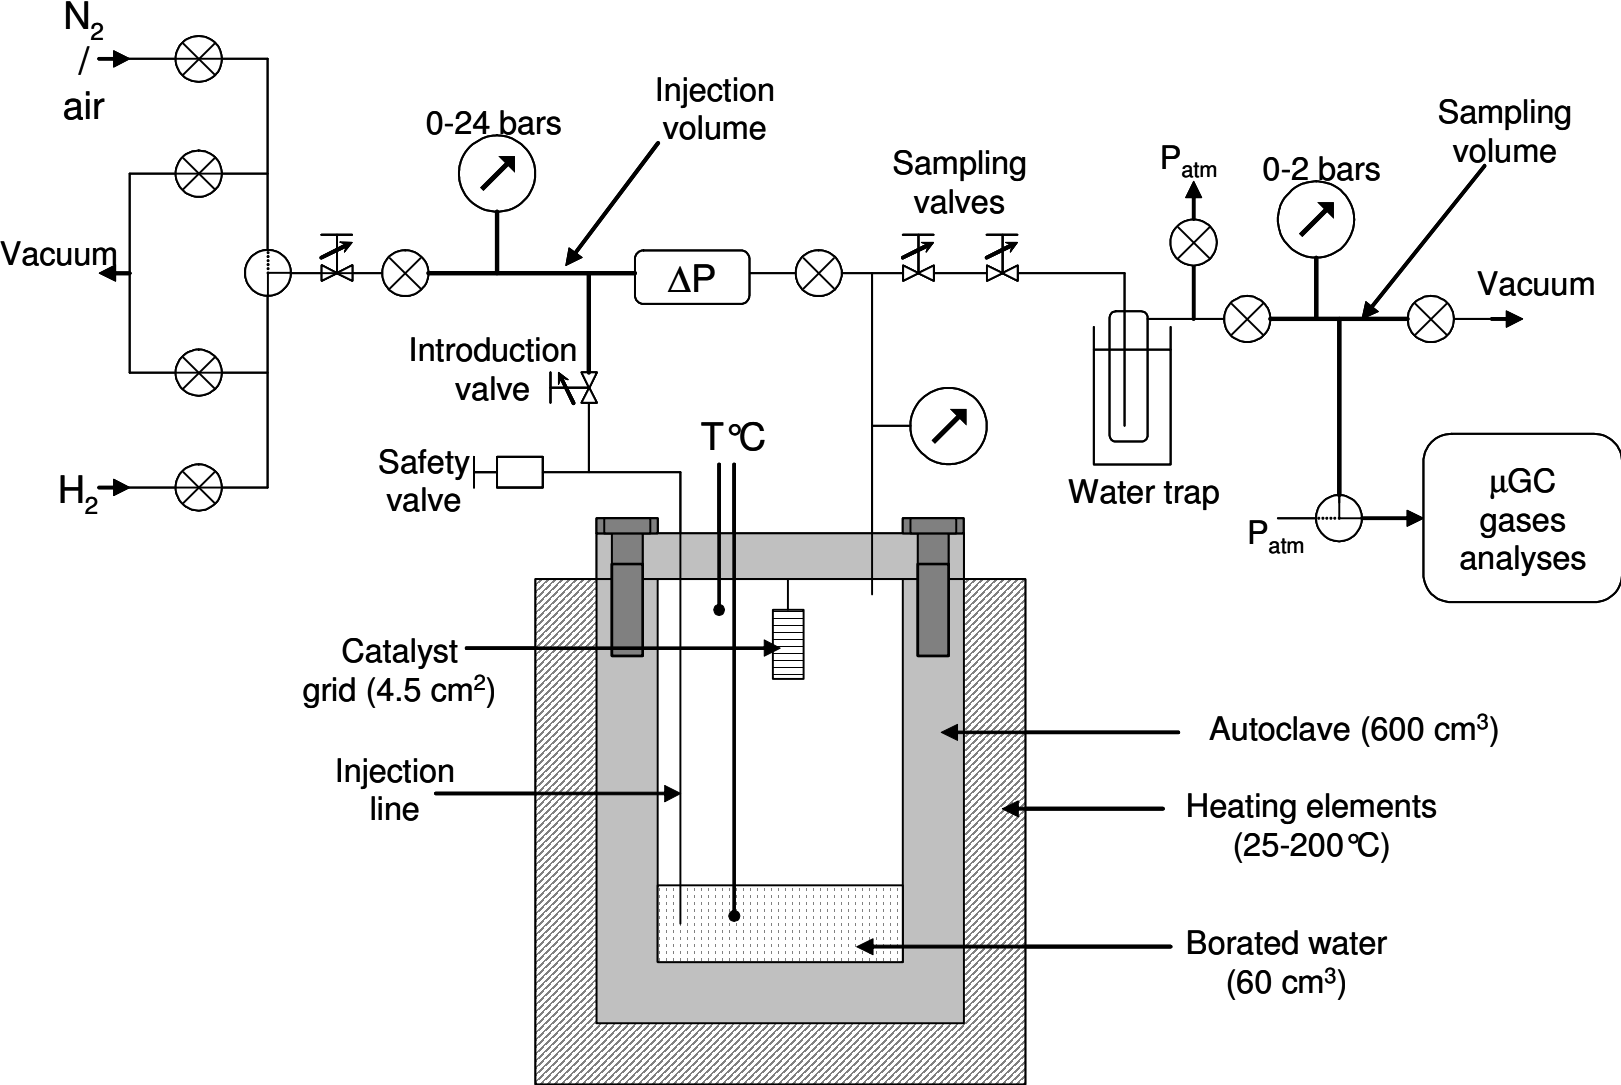 N₂
/
air
0-24 bars
Injection
volume
Sampling
valves
P atm
0-2 bars
Sampling
volume
Vacuum
ΔP
Vacuum
Introduction
valve
T°C
Safety
valve
H₂
Water trap
P atm
μGC
gases
analyses
Catalyst
grid (4.5 cm²)
Autoclave (600 cm³)
Injection
line
Heating elements
(25-200°C)
Borated water
(60 cm³)